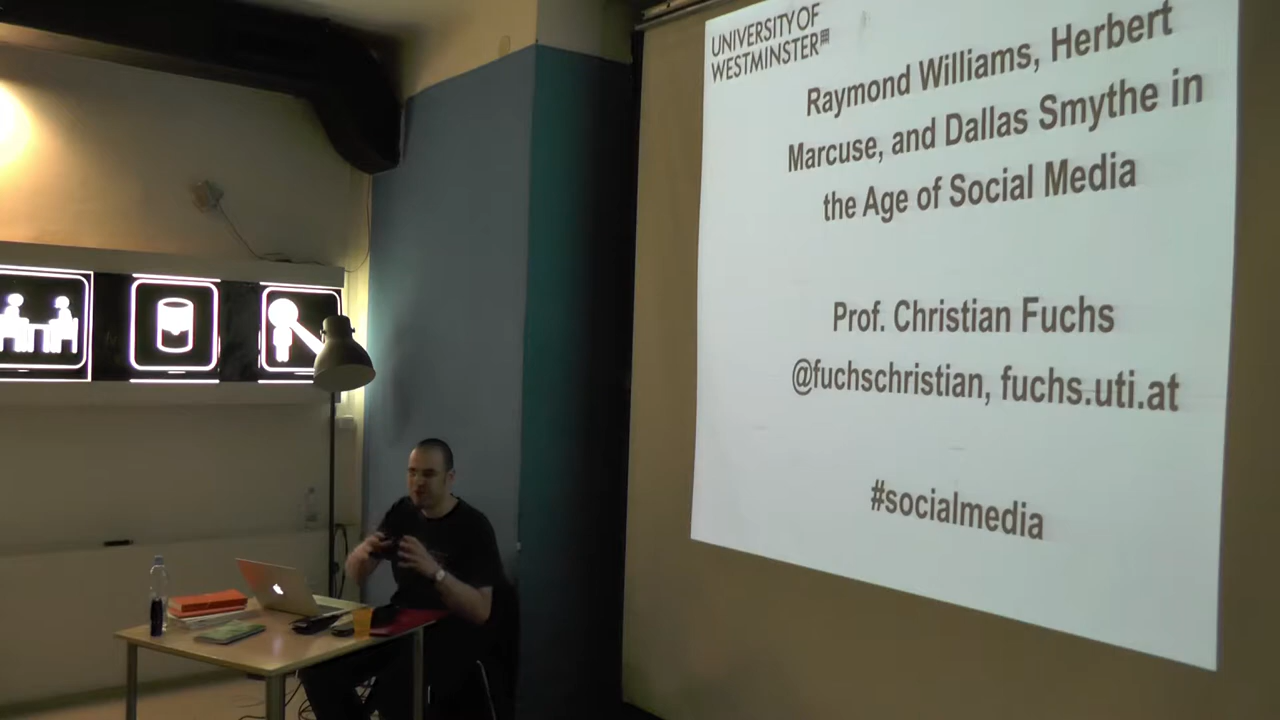 UNIVERSITY OF
WESTMINSTER
Raymond Williams, Herbert
Marcuse, and Dallas Smythe in
the Age of Social Media
Prof. Christian Fuchs
@fuchschristian, fuchs.uti.at
#socialmedia